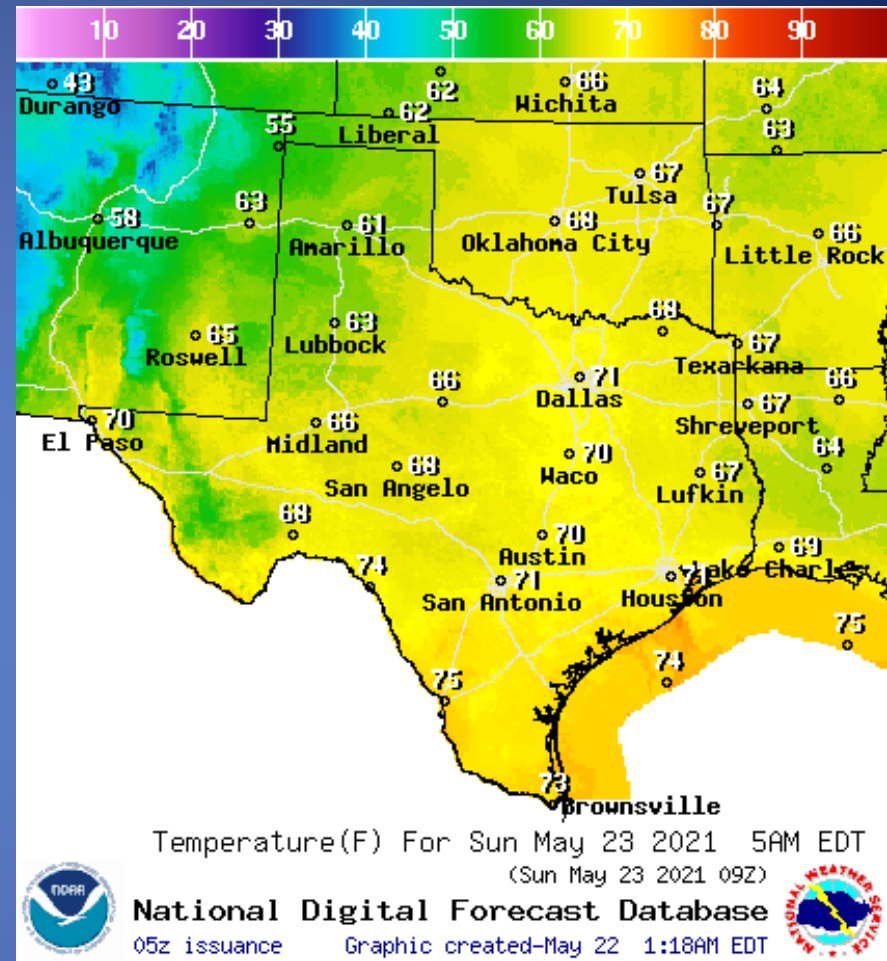 10 20 30 40 50 60 70 80 90
43
Durango
62
66
Wichita
64
62
Liberal
55
63
67
Tulsa
58
Albuquerque
63
61
Amarillo
68
Oklahoma City
67
66
Little Rock
65
Roswell
63
Lubbock
68
67
Texarkana
71
Dallas
66
67
Shreveport
66
70
El Paso
66
Midland
68
San Angelo
70
Waco
67
Lufkin
64
68
70
Austin
69
Lake Charles
74
71
San Antonio
71
Houston
75
74
75
73
Brownsville
Temperature(F) For Sun May 23 2021 5AM EDT
(Sun May 23 2021 09Z)
NOAA
National Digital Forecast Database
05z issuance Graphic created-May 22 1:18AM EDT
NATIONAL WEATHER SERVICE